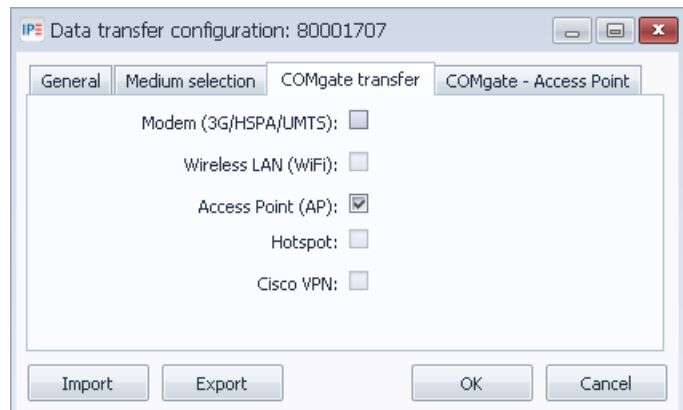 IPE Data transfer configuration: 80001707
General Medium selection COMgate transfer COMgate - Access Point
Modem (3G/HSPA/UMTS):
Wireless LAN (WiFi):
Access Point (AP):
Hotspot:
Cisco VPN:
Import Export OK Cancel